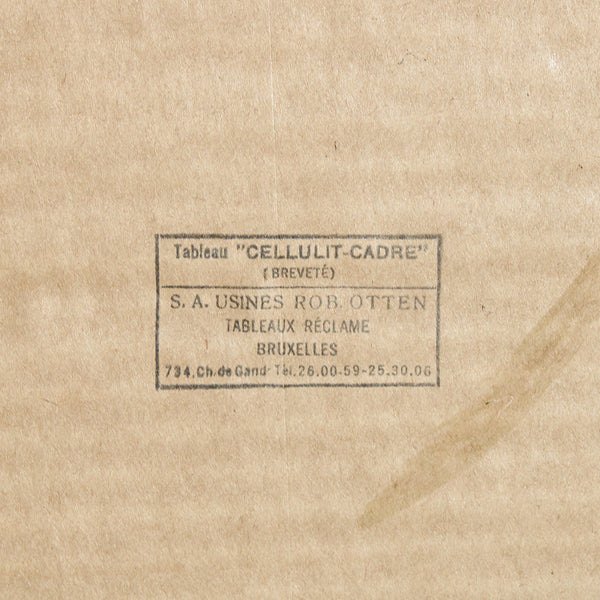 Tableau "CELLULIT-CADRE"
(BREVETÉ)
S. A. USINES ROB. OTTEN
TABLEAUX RÉCLAME
BRUXELLES
734.Ch.de Gand Tél.26.00-59-25.30.06